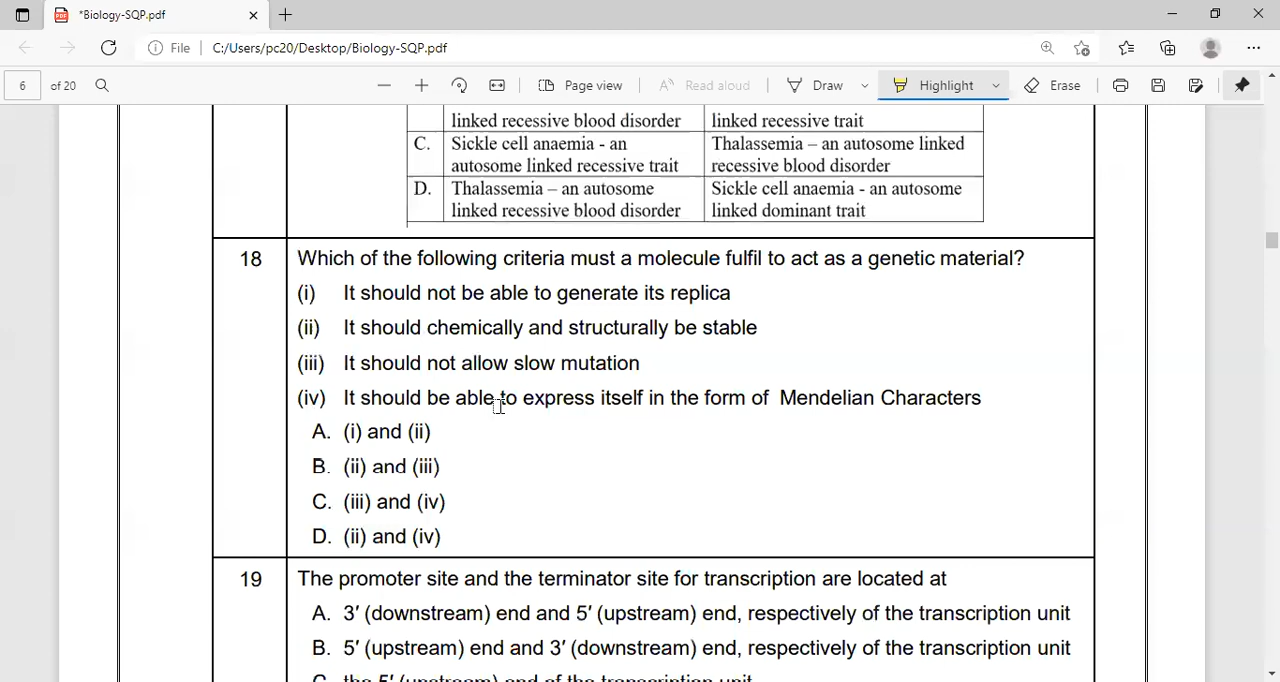 *Biology-SQP.pdf
File C:/Users/pc20/Desktop/Biology-SQP.pdf
6 of 20 Page view Read aloud Draw Highlight Erase
linked recessive blood disorder linked recessive trait
C. Sickle cell anaemia - an Thalassemia – an autosome linked
autosome linked recessive trait recessive blood disorder
D. Thalassemia – an autosome Sickle cell anaemia - an autosome
linked recessive blood disorder linked dominant trait
18 Which of the following criteria must a molecule fulfil to act as a genetic material?
(i) It should not be able to generate its replica
(ii) It should chemically and structurally be stable
(iii) It should not allow slow mutation
(iv) It should be able to express itself in the form of Mendelian Characters
A. (i) and (ii)
B. (ii) and (iii)
C. (iii) and (iv)
D. (ii) and (iv)
19 The promoter site and the terminator site for transcription are located at
A. 3′ (downstream) end and 5′ (upstream) end, respectively of the transcription unit
B. 5′ (upstream) end and 3′ (downstream) end, respectively of the transcription unit
C. the 5′ (upstream) end of the transcription unit